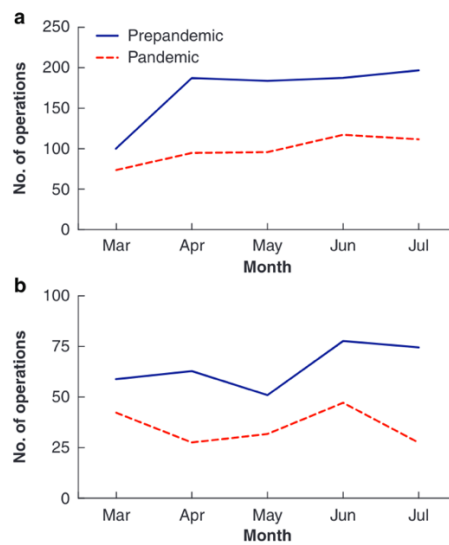 a
250
Prepandemic
Pandemic
200
150
100
50
0
No. of operations
Mar Apr May Jun Jul
Month
b
100
75
50
25
0
No. of operations
Mar Apr May Jun Jul
Month